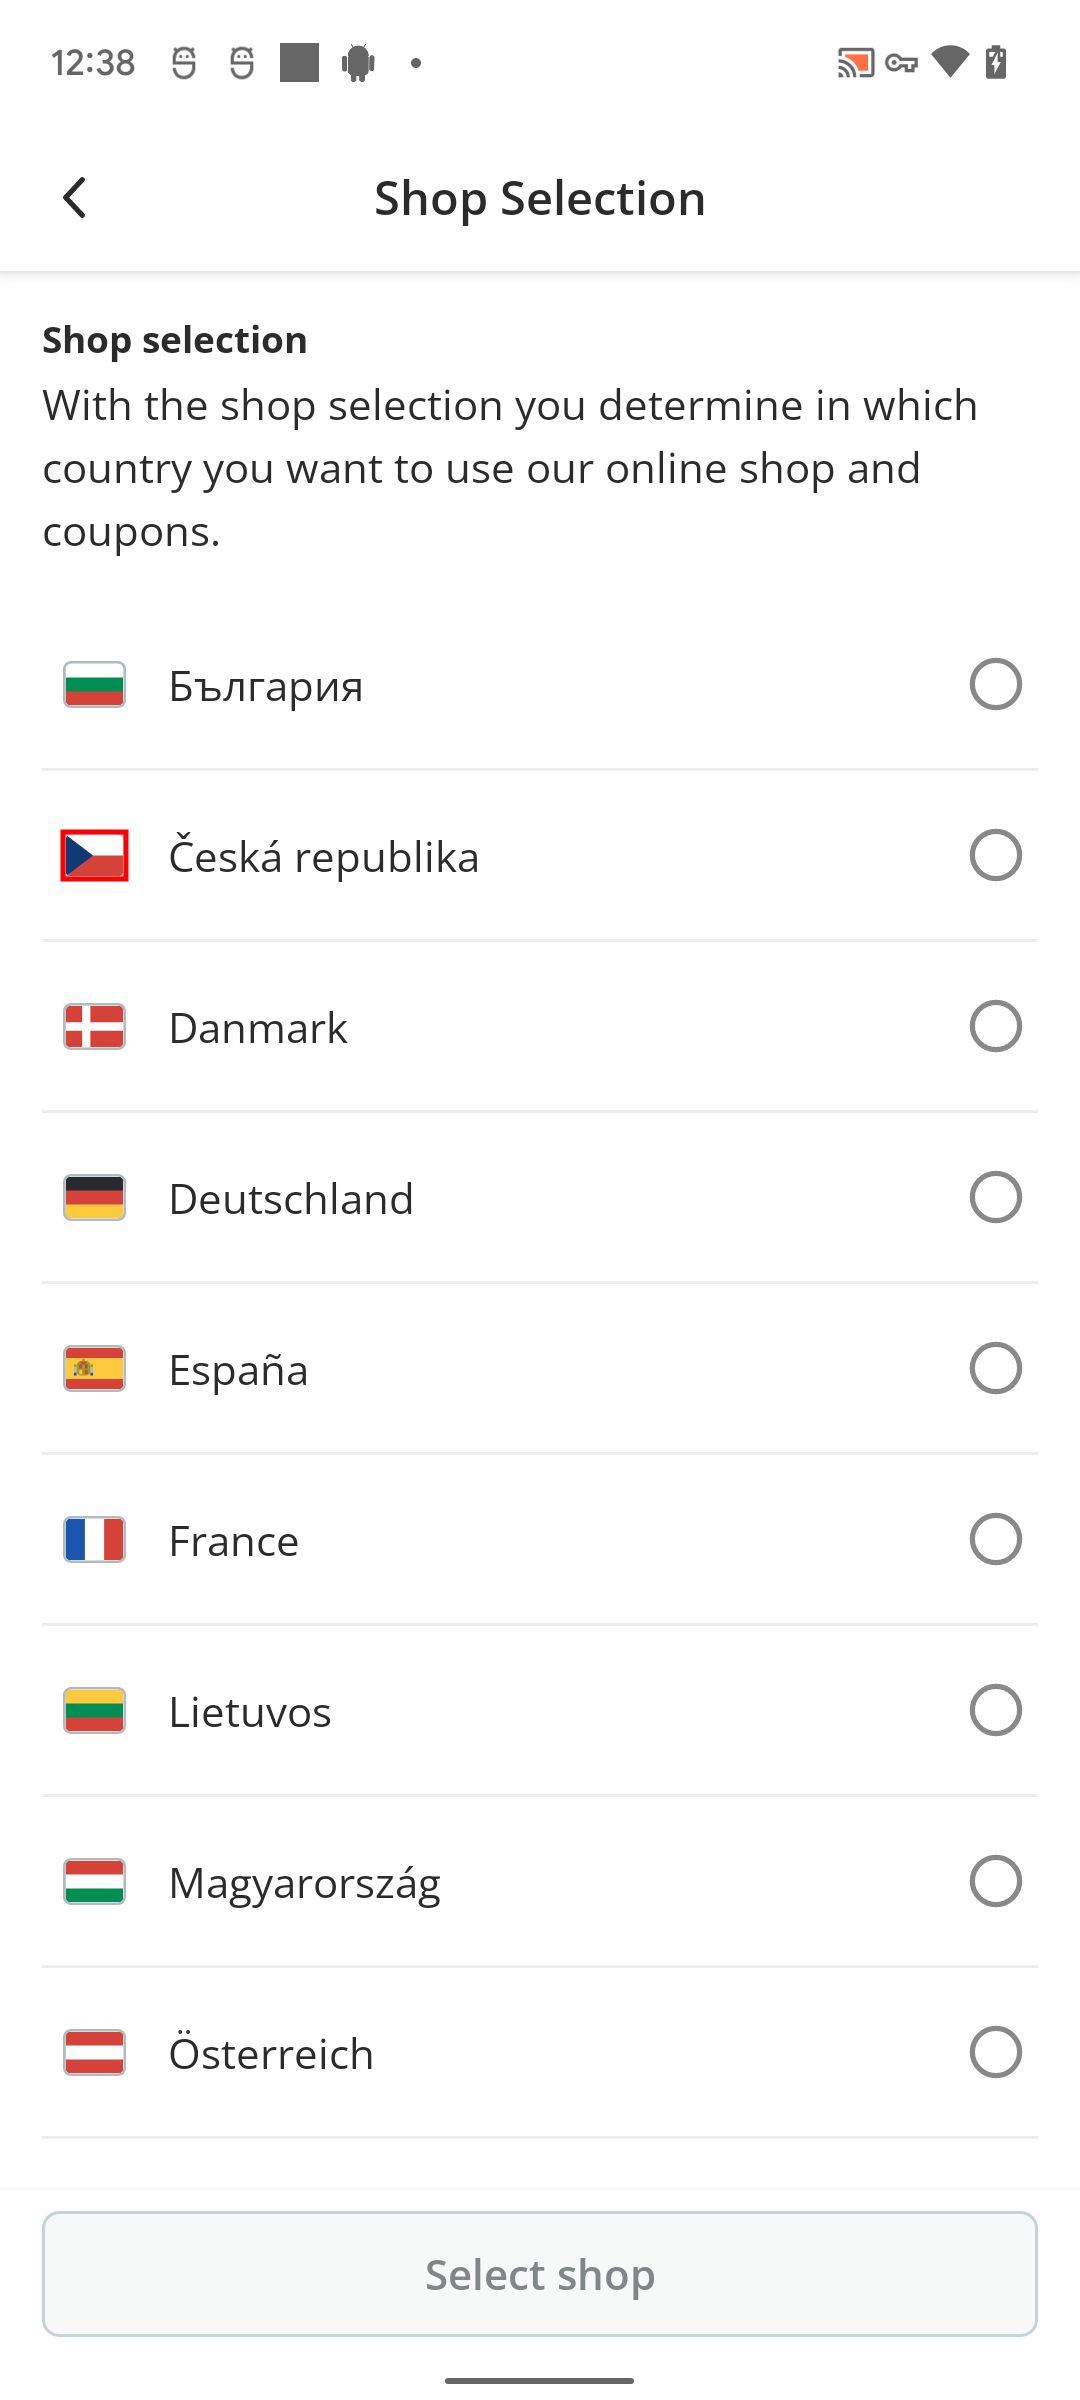 12:38
Shop Selection
Shop selection
With the shop selection you determine in which
country you want to use our online shop and
coupons.
България
Česká republika
Danmark
Deutschland
España
France
Lietuvos
Magyarország
Österreich
Select shop